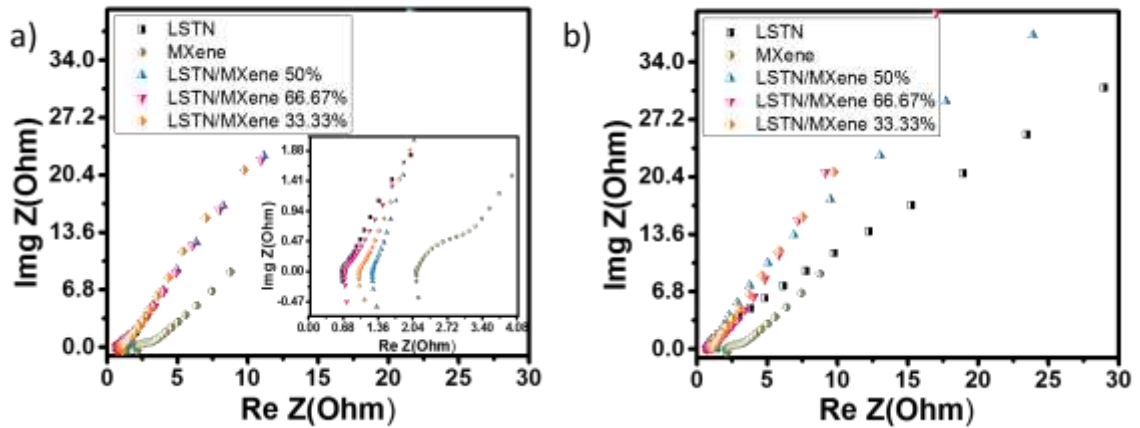 a)
Img Z(Ohm)
34.0
27.2
20.4
13.6
6.8
0.0
LSTN
MXene
LSTN/MXene 50%
LSTN/MXene 66.67%
LSTN/MXene 33.33%
Img Z(Ohm)
1.88
1.41
0.94
0.47
0.00
-0.47
0.00 0.68 1.36 2.04 2.72 3.40 4.08
Re Z(Ohm)
0 5 10 15 20 25 30
Re Z(Ohm)
b)
Img Z(Ohm)
34.0
27.2
20.4
13.6
6.8
0.0
LSTN
MXene
LSTN/MXene 50%
LSTN/MXene 66.67%
LSTN/MXene 33.33%
0 5 10 15 20 25 30
Re Z(Ohm)